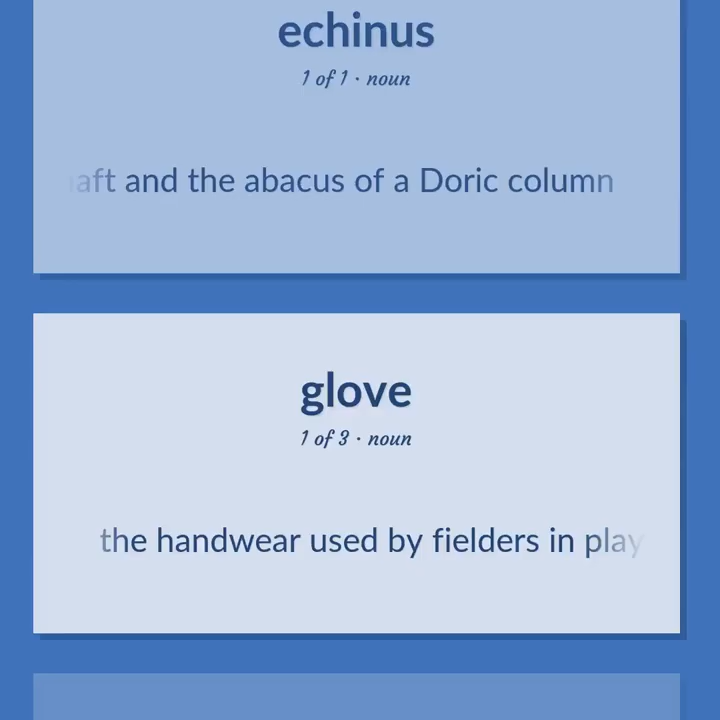 echinus
1 of 1 · noun
and the abacus of a Doric column
glove
1 of 3 · noun
the handwear used by fielders in play